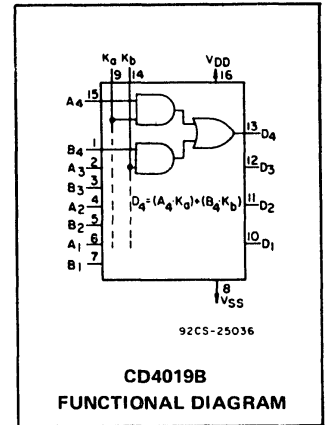 Ka Kb
9 14
VDD
16
15
A4
1
B4
2
A3
3
B3
4
A2
5
B2
6
A1
7
B1
13
D4
12
D3
11
D2
10
D1
D4=(A4·Ka)+(B4·Kb)
8
VSS
92CS-25036
CD4019B
FUNCTIONAL DIAGRAM